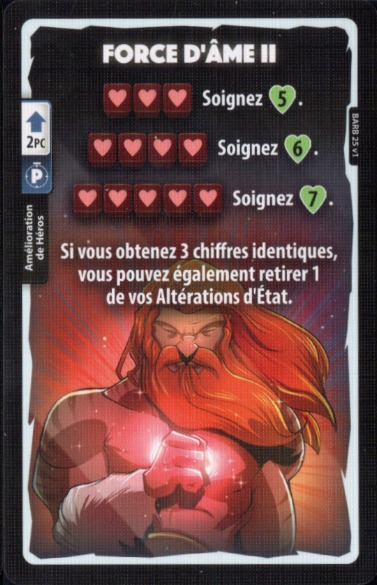 FORCE D'ÂME II
Soignez 5.
Soignez 6.
Soignez 7.
2PC
P
Amélioration
de Héros
BARB 25 v1
Si vous obtenez 3 chiffres identiques,
vous pouvez également retirer 1
de vos Altérations d'État.